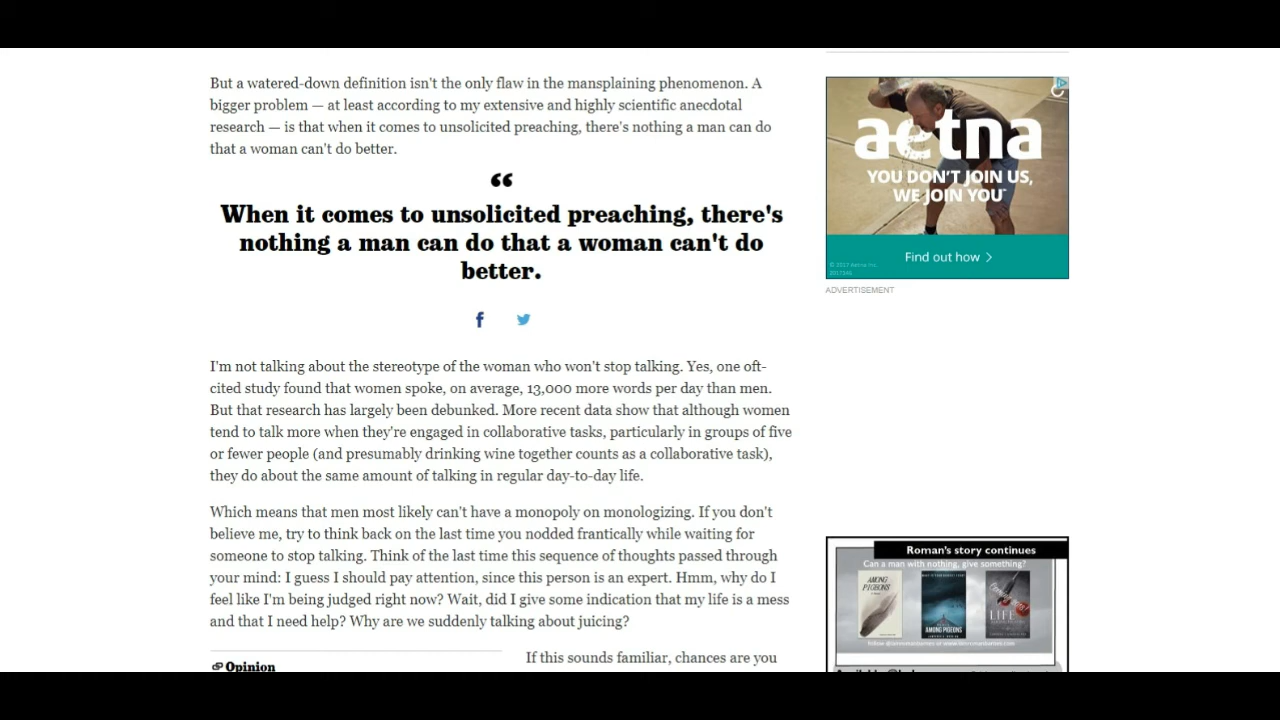 But a watered-down definition isn't the only flaw in the mansplaining phenomenon. A
bigger problem — at least according to my extensive and highly scientific anecdotal
research — is that when it comes to unsolicited preaching, there's nothing a man can do
that a woman can't do better.
“
When it comes to unsolicited preaching, there's
nothing a man can do that a woman can't do
better.
I'm not talking about the stereotype of the woman who won't stop talking. Yes, one oft-
cited study found that women spoke, on average, 13,000 more words per day than men.
But that research has largely been debunked. More recent data show that although women
tend to talk more when they're engaged in collaborative tasks, particularly in groups of five
or fewer people (and presumably drinking wine together counts as a collaborative task),
they do about the same amount of talking in regular day-to-day life.
Which means that men most likely can't have a monopoly on monologizing. If you don't
believe me, try to think back on the last time you nodded frantically while waiting for
someone to stop talking. Think of the last time this sequence of thoughts passed through
your mind: I guess I should pay attention, since this person is an expert. Hmm, why do I
feel like I'm being judged right now? Wait, did I give some indication that my life is a mess
and that I need help? Why are we suddenly talking about juicing?
Opinion
If this sounds familiar, chances are you
aetna
YOU DON'T JOIN US,
WE JOIN YOU
Find out how >
© 2017 Aetna Inc.
ADVERTISEMENT
Roman's story continues
Can a man with nothing, give something?
AMONG
PIGEONS
AMONG PIGEONS
LIFE